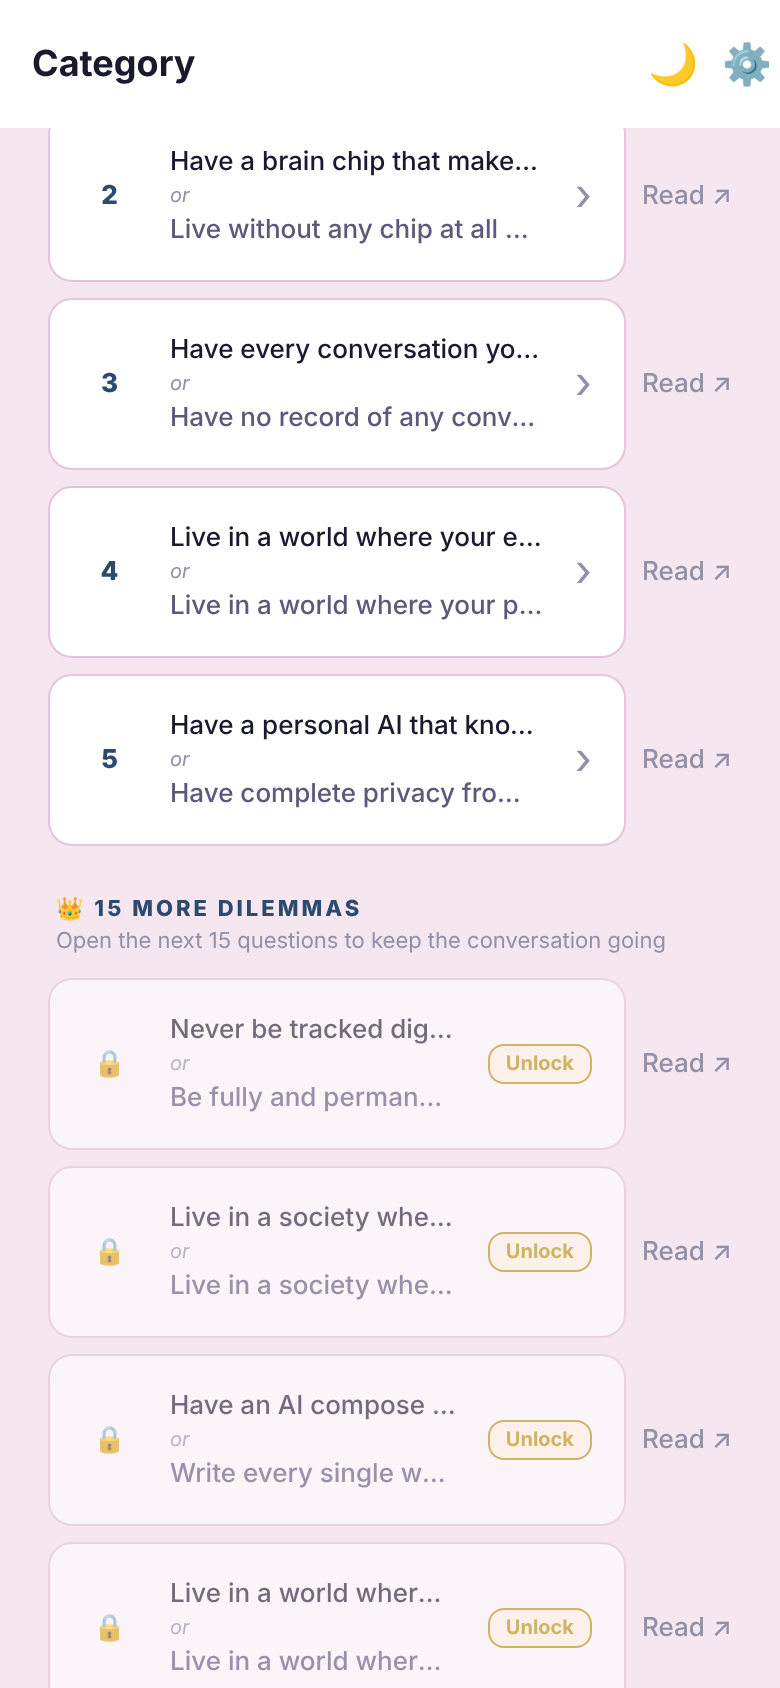 Category
2
Have a brain chip that make...
or
Live without any chip at all ...
Read ↗
3
Have every conversation yo...
or
Have no record of any conv...
Read ↗
4
Live in a world where your e...
or
Live in a world where your p...
Read ↗
5
Have a personal AI that kno...
or
Have complete privacy fro...
Read ↗
👑 15 MORE DILEMMAS
Open the next 15 questions to keep the conversation going
Never be tracked dig...
or
Be fully and perman...
Unlock
Read ↗
Live in a society whe...
or
Live in a society whe...
Unlock
Read ↗
Have an AI compose ...
or
Write every single w...
Unlock
Read ↗
Live in a world wher...
or
Live in a world wher...
Unlock
Read ↗